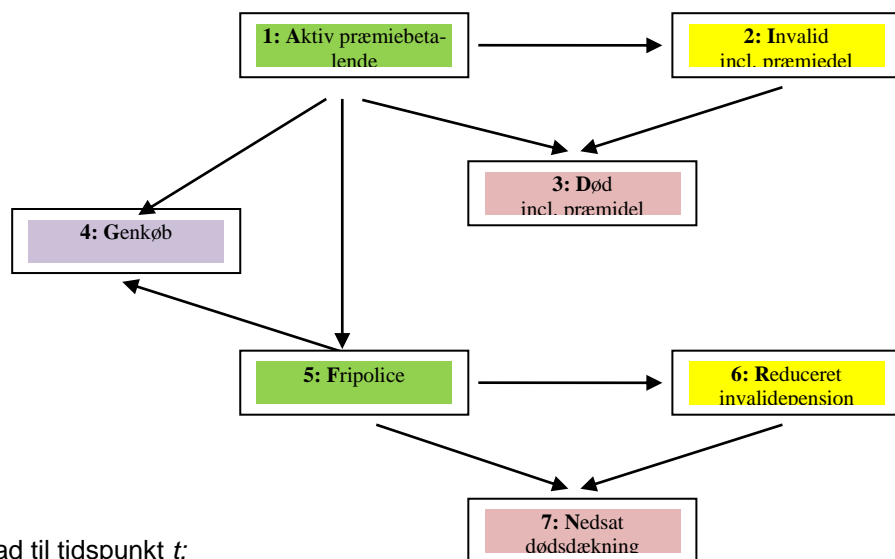 1: Aktiv præmiebeta-
lende
2: Invalid
incl. præmiedel
3: Død
incl. præmidel
4: Genkøb
5: Fripolice
6: Reduceret
invalidepension
7: Nedsat
dødsdækning
ad til tidspunkt t: